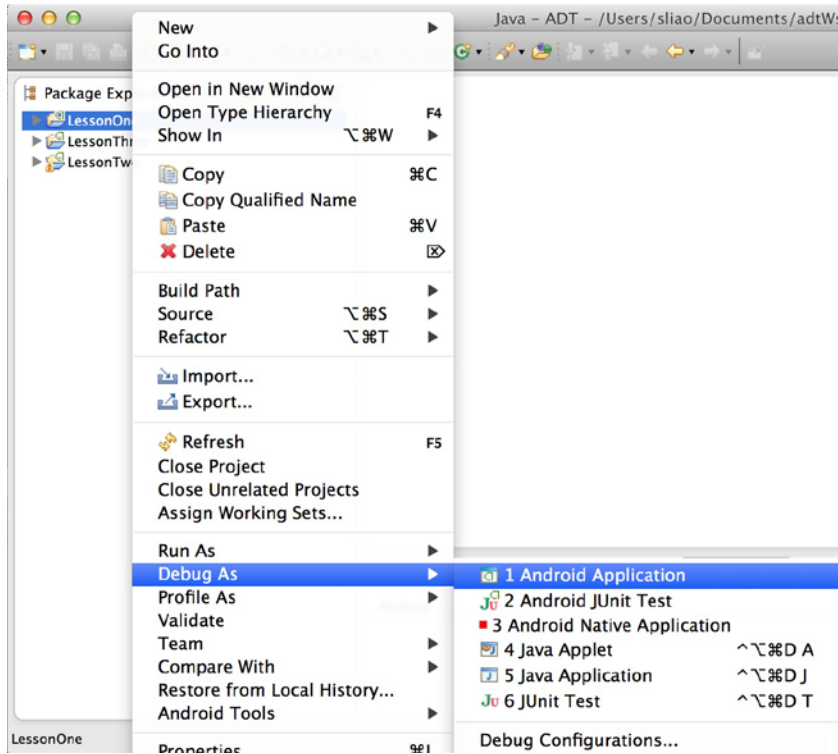 Java – ADT – /Users/sliao/Documents/adtWs
Package Exp
LessonOne
LessonThr
LessonTw
New
Go Into
Open in New Window
Open Type Hierarchy F4
Show In ⌥⌘W
Copy ⌘C
Copy Qualified Name
Paste ⌘V
Delete ⌦
Build Path
Source ⌥⌘S
Refactor ⌥⌘T
Import...
Export...
Refresh F5
Close Project
Close Unrelated Projects
Assign Working Sets...
Run As
Debug As
Profile As
Validate
Team
Compare With
Restore from Local History...
Android Tools
Properties ⌘I
1 Android Application
2 Android JUnit Test
3 Android Native Application
4 Java Applet ^⌥⌘D A
5 Java Application ^⌥⌘D J
6 JUnit Test ^⌥⌘D T
Debug Configurations...
LessonOne